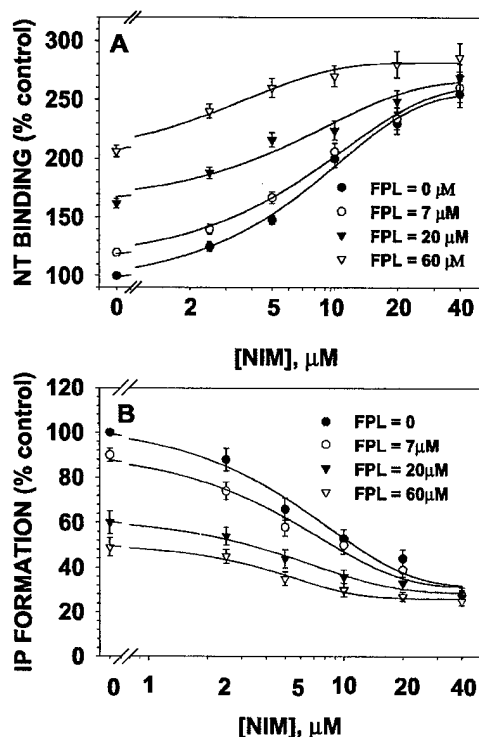 A
NT BINDING (% control)
300
250
200
150
100
FPL = 0 μM
FPL = 7 μM
FPL = 20 μM
FPL = 60 μM
0 2 5 10 20 40
[NIM], μM
B
IP FORMATION (% control)
120
100
80
60
40
20
0
FPL = 0
FPL = 7μM
FPL = 20μM
FPL = 60μM
0 1 2 5 10 20 40
[NIM], μM